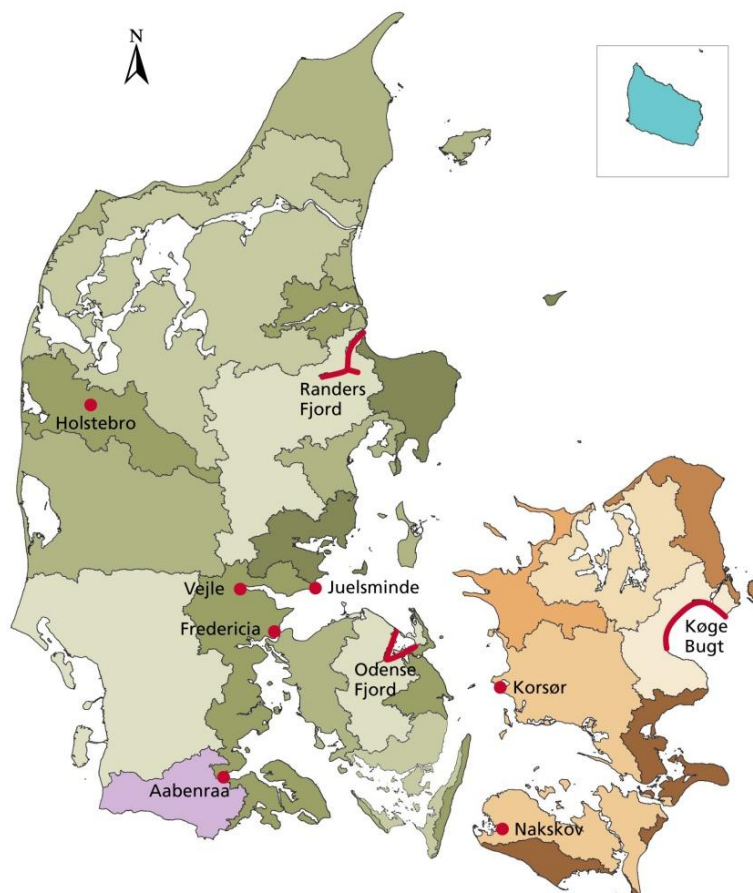 N
Randers
Fjord
Holstebro
Vejle
Juelsminde
Fredericia
Odense
Fjord
Køge
Bugt
Korsør
Aabenraa
Nakskov